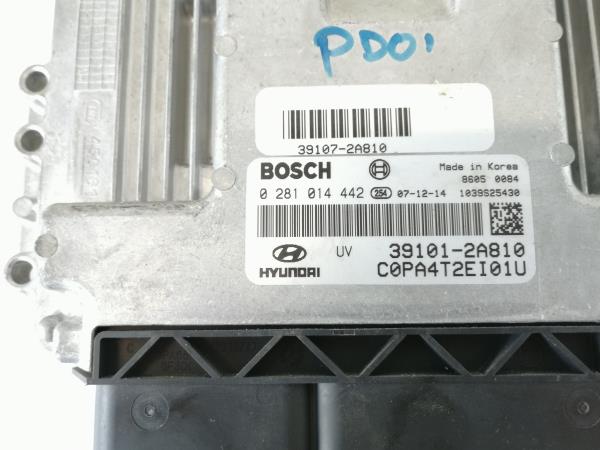 PD01
39107-2A810
BOSCH
Made in Korea
8605 0084
0 281 014 442 254 07-12-14 1039S25430
HYUNDAI UV 39101-2A810
C0PA4T2EI01U